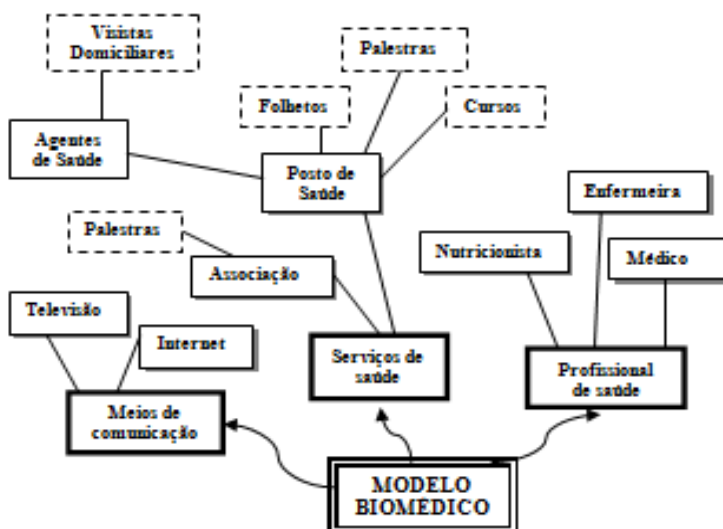 Visistas
Domiciliares
Palestras
Folhetos
Cursos
Agentes
de Saúde
Posto de
Saúde
Enfermeira
Palestras
Associação
Nutricionista
Médico
Televisão
Internet
Serviços de
saúde
Profissional
de saúde
Meios de
comunicação
MODELO
BIOMÉDICO